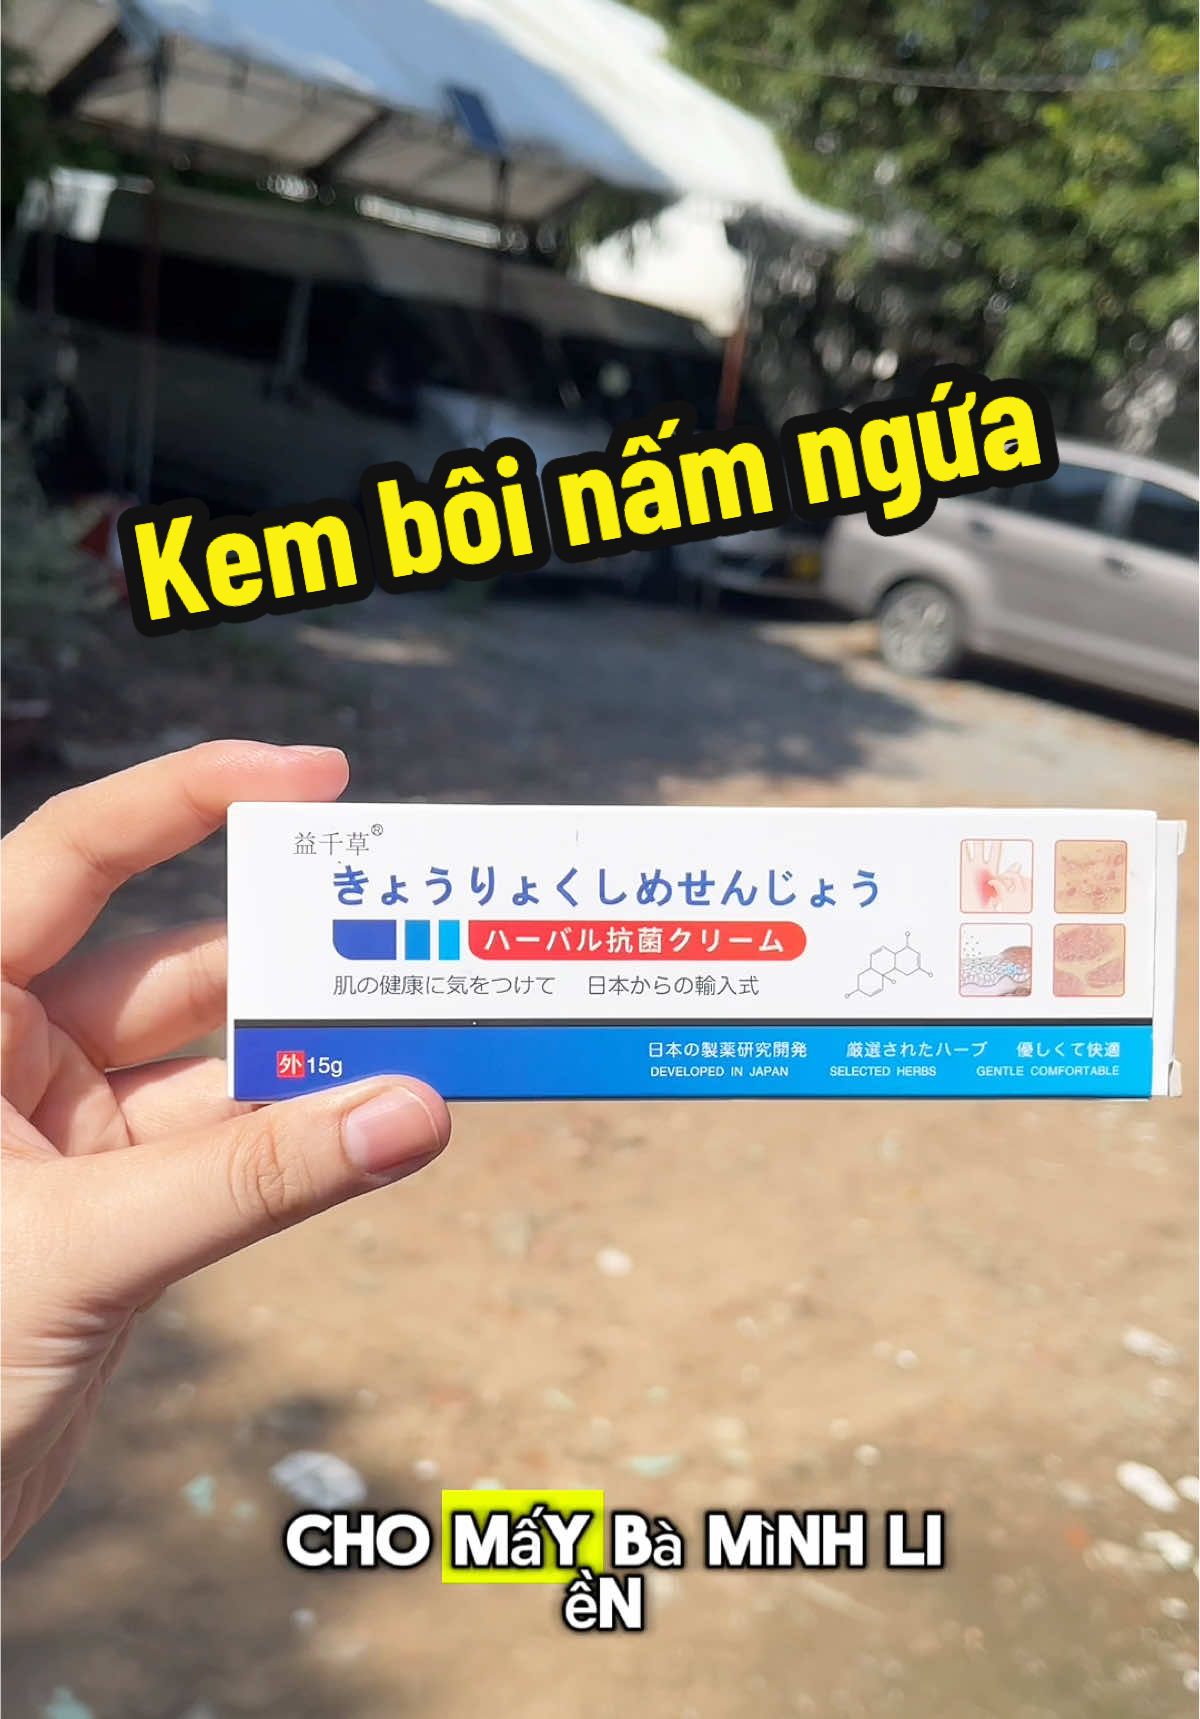 Kem bôi nấm ngứa
益千草®
きょうりょくしめせんじょう
ハーバル抗菌クリーム
肌の健康に気をつけて 日本からの輸入式
外 15g
日本の製薬研究開発 厳選されたハーブ 優しくて快適
DEVELOPED IN JAPAN SELECTED HERBS GENTLE COMFORTABLE
CHO MấY Bà MìNH LI
ềN